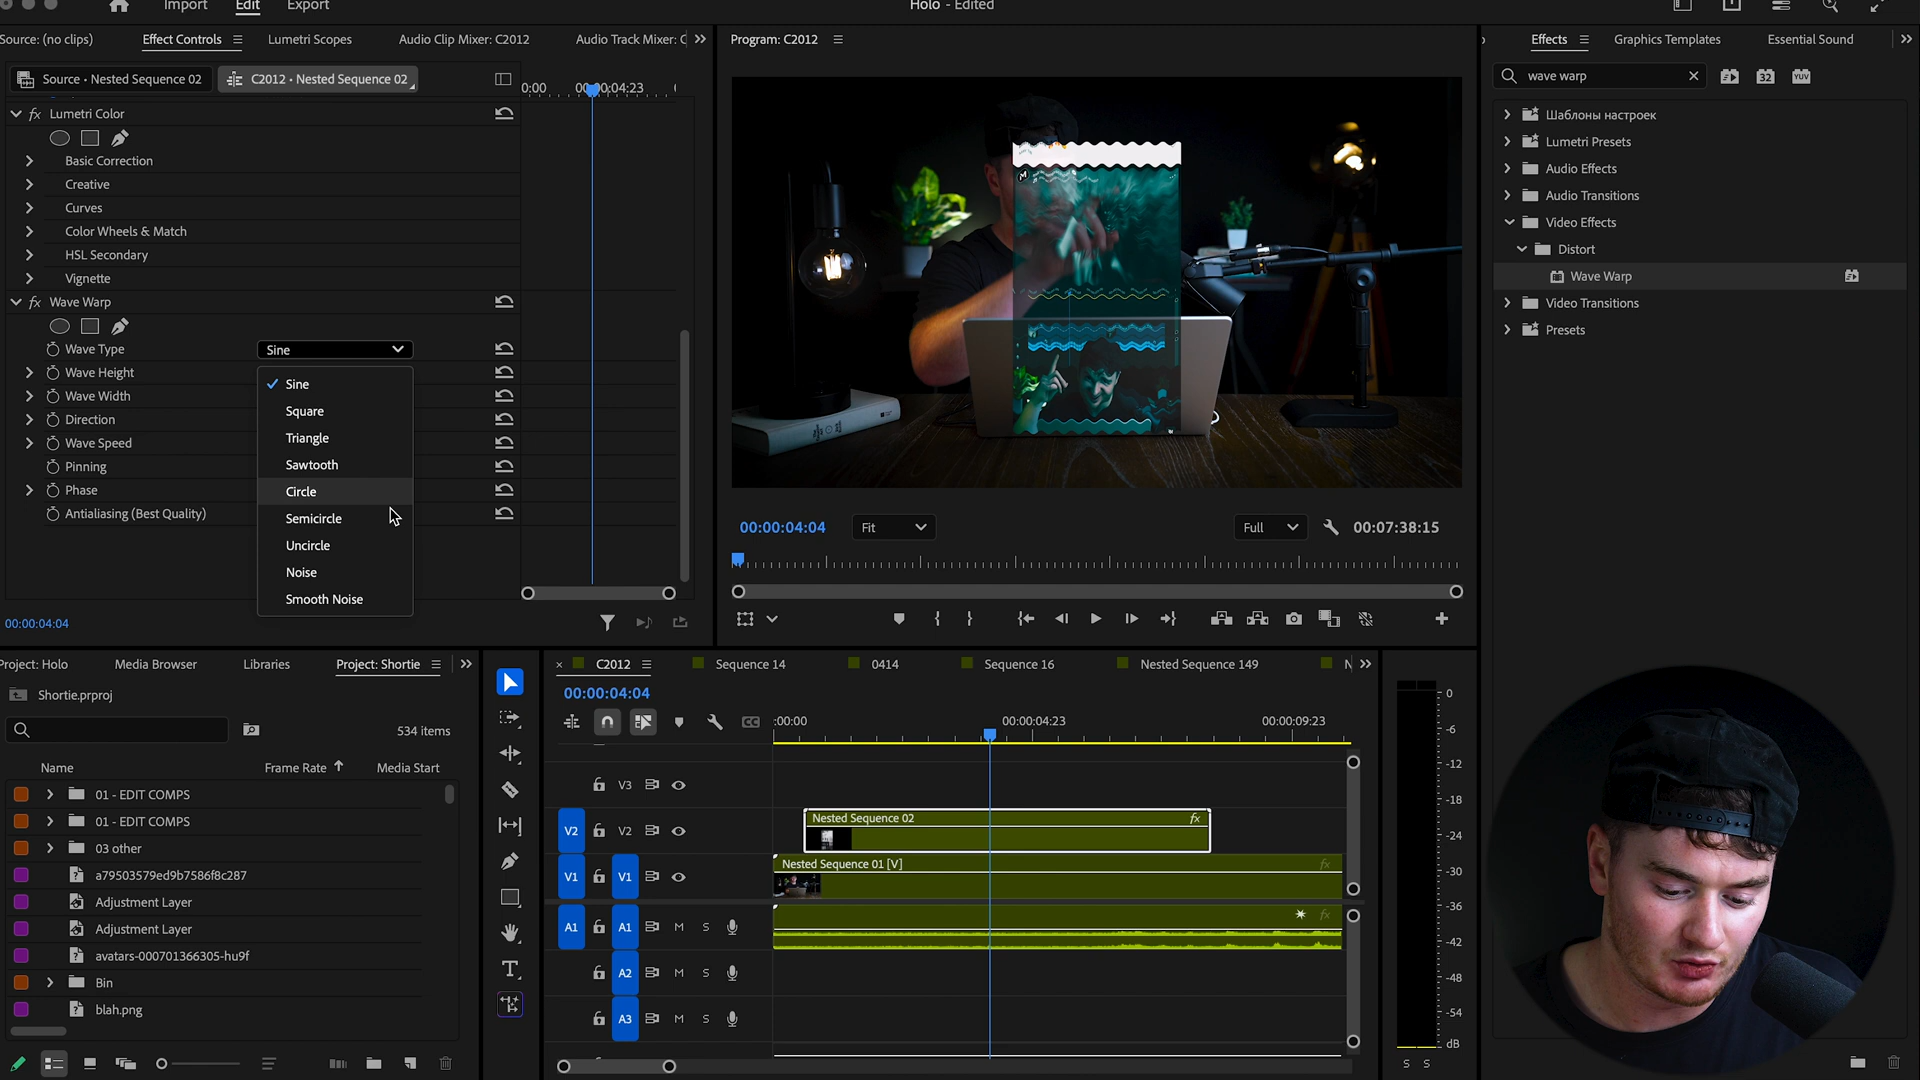 Import
Edit
Export
Holo - Edited
Source: (no clips)
Effect Controls
Lumetri Scopes
Audio Clip Mixer: C2012
Audio Track Mixer: C
Program: C2012
Effects
Graphics Templates
Essential Sound
Source • Nested Sequence 02
C2012 • Nested Sequence 02
0:00
00:00:04:23
wave warp
32
YUV
fx Lumetri Color
Basic Correction
Creative
Curves
Color Wheels & Match
HSL Secondary
Vignette
fx Wave Warp
Wave Type
Sine
Wave Height
Wave Width
Direction
Wave Speed
Pinning
Phase
Antialiasing (Best Quality)
Sine
Square
Triangle
Sawtooth
Circle
Semicircle
Uncircle
Noise
Smooth Noise
00:00:04:04
Шаблоны настроек
Lumetri Presets
Audio Effects
Audio Transitions
Video Effects
Distort
Wave Warp
Video Transitions
Presets
00:00:04:04
Fit
Full
00:07:38:15
Project: Holo
Media Browser
Libraries
Project: Shortie
Shortie.prproj
534 items
Name
Frame Rate
Media Start
01 - EDIT COMPS
01 - EDIT COMPS
03 other
a79503579ed9b7586f8c287
Adjustment Layer
Adjustment Layer
avatars-000701366305-hu9f
Bin
blah.png
× C2012
Sequence 14
0414
Sequence 16
Nested Sequence 149
N
00:00:04:04
CC
:00:00
00:00:04:23
00:00:09:23
V3
V2
V2
Nested Sequence 02
fx
V1
V1
Nested Sequence 01 [V]
fx
A1
A1
M
S
fx
A2
M
S
A3
M
S
0
-6
-12
-18
-24
-30
-36
-42
-48
-54
dB
S
S